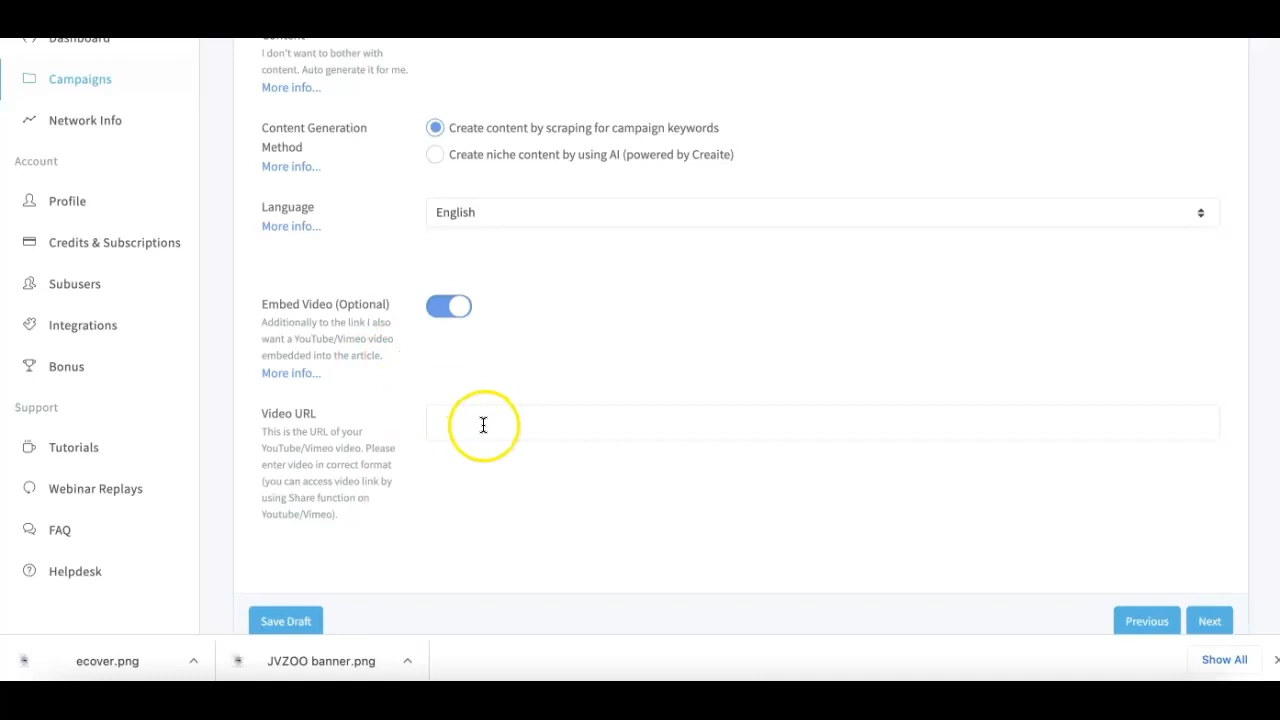 Dashboard
Campaigns
Network Info
Account
Profile
Credits & Subscriptions
Subusers
Integrations
Bonus
Support
Tutorials
Webinar Replays
FAQ
Helpdesk
Content
I don't want to bother with
content. Auto generate it for me.
More info...
Content Generation
Method
More info...
Create content by scraping for campaign keywords
Create niche content by using AI (powered by Creaite)
Language
More info...
English
Embed Video (Optional)
Additionally to the link I also
want a YouTube/Vimeo video
embedded into the article.
More info...
Video URL
This is the URL of your
YouTube/Vimeo video. Please
enter video in correct format
(you can access video link by
using Share function on
Youtube/Vimeo).
Save Draft
Previous
Next
ecover.png
JVZOO banner.png
Show All